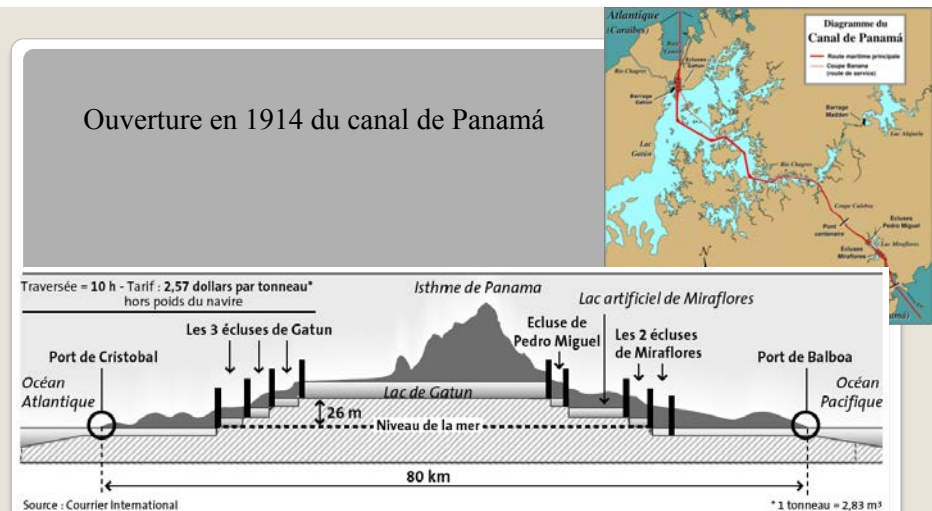 Ouverture en 1914 du canal de Panamá
Atlantique
(Caraïbes)
Diagramme du
Canal de Panamá
Route maritime principale
Coupe Banana
(route de service)
Écluses
Gatun
Rio Chagres
Barrage
Gatun
Lac
Gatún
Barrage
Madden
Lac Alajuela
Rio Chagres
Coupe Culebra
Pont
centenaire
Ecluses
Pedro Miguel
Lac Miraflores
Ecluses
Miraflores
N
Traversée = 10 h - Tarif : 2,57 dollars par tonneau*
hors poids du navire
Isthme de Panama
Lac artificiel de Miraflores
Les 3 écluses de Gatun
Ecluse de
Pedro Miguel
Les 2 écluses
de Miraflores
Port de Cristobal
Port de Balboa
Océan
Atlantique
Océan
Pacifique
Lac de Gatun
26 m
Niveau de la mer
80 km
Source : Courrier International
* 1 tonneau = 2,83 m³